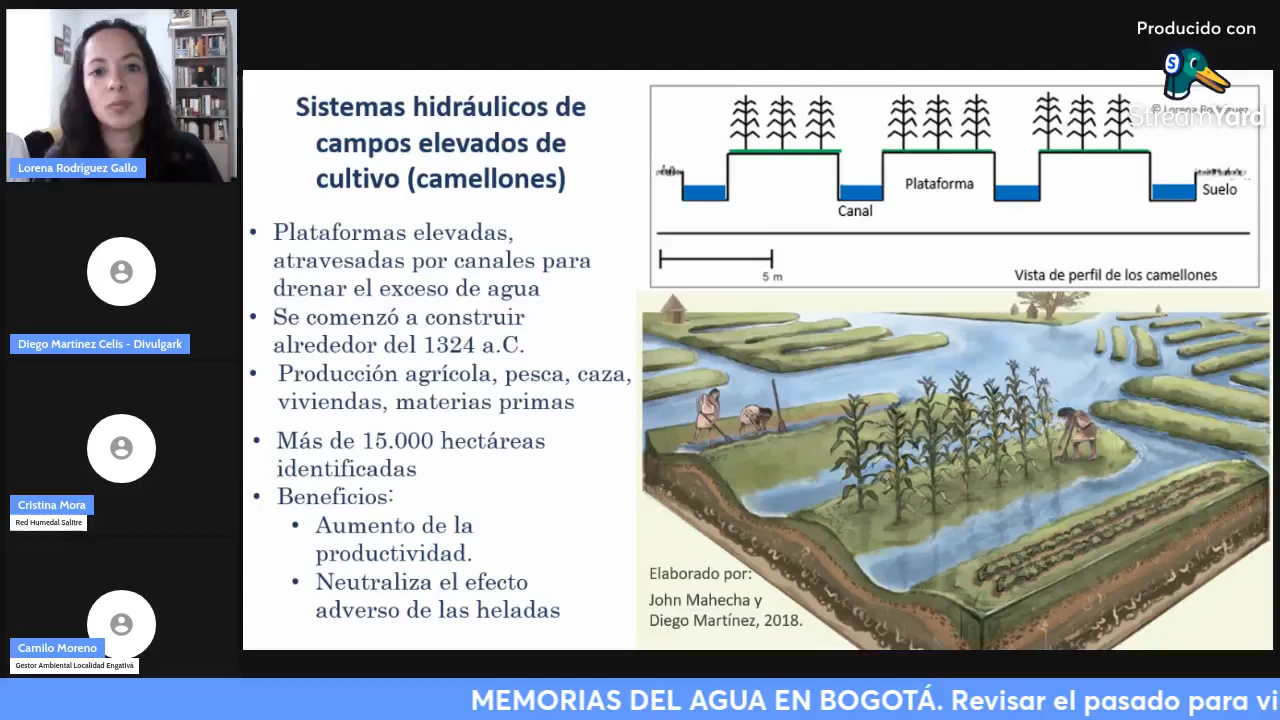 Producido con
StreamYard
Lorena Rodríguez Gallo
Diego Martínez Celis - Divulgark
Cristina Mora
Red Humedal Salitre
Camilo Moreno
Gestor Ambiental Localidad Engativá
Sistemas hidráulicos de
campos elevados de
cultivo (camellones)
• Plataformas elevadas,
atravesadas por canales para
drenar el exceso de agua
• Se comenzó a construir
alrededor del 1324 a.C.
• Producción agrícola, pesca, caza,
viviendas, materias primas
• Más de 15.000 hectáreas
identificadas
• Beneficios:
• Aumento de la
productividad.
• Neutraliza el efecto
adverso de las heladas
© Lorena Rodríguez
Plataforma
Suelo
Canal
5 m
Vista de perfil de los camellones
Elaborado por:
John Mahecha y
Diego Martínez, 2018.
MEMORIAS DEL AGUA EN BOGOTÁ. Revisar el pasado para vi